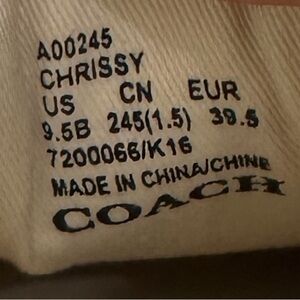 A00245
CHRISSY
US CN EUR
9.5B 245(1.5) 39.5
7200066/K16
MADE IN CHINA/CHINE
COACH